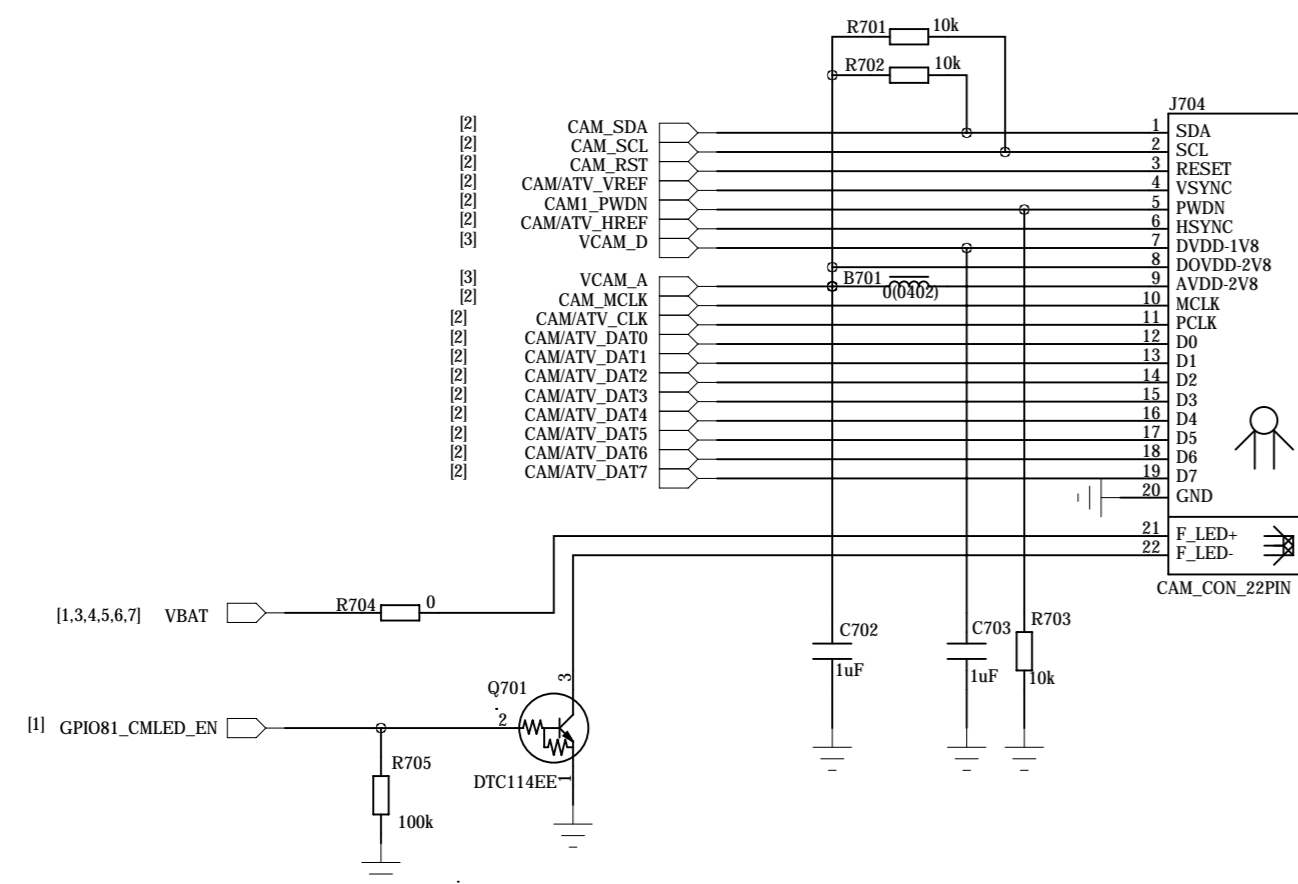 R701 10k
R702 10k
J704
[2] CAM_SDA 1 SDA
[2] CAM_SCL 2 SCL
[2] CAM_RST 3 RESET
[2] CAM/ATV_VREF 4 VSYNC
[2] CAM1_PWDN 5 PWDN
[2] CAM/ATV_HREF 6 HSYNC
[3] VCAM_D 7 DVDD-1V8
8 DOVDD-2V8
[3] VCAM_A B701 0(0402) 9 AVDD-2V8
[2] CAM_MCLK 10 MCLK
[2] CAM/ATV_CLK 11 PCLK
[2] CAM/ATV_DAT0 12 D0
[2] CAM/ATV_DAT1 13 D1
[2] CAM/ATV_DAT2 14 D2
[2] CAM/ATV_DAT3 15 D3
[2] CAM/ATV_DAT4 16 D4
[2] CAM/ATV_DAT5 17 D5
[2] CAM/ATV_DAT6 18 D6
[2] CAM/ATV_DAT7 19 D7
20 GND
21 F_LED+
22 F_LED-
CAM_CON_22PIN
[1,3,4,5,6,7] VBAT R704 0
C702 1uF
C703 1uF
R703 10k
Q701
3
[1] GPIO81_CMLED_EN 2
R705
DTC114EE 1
100k